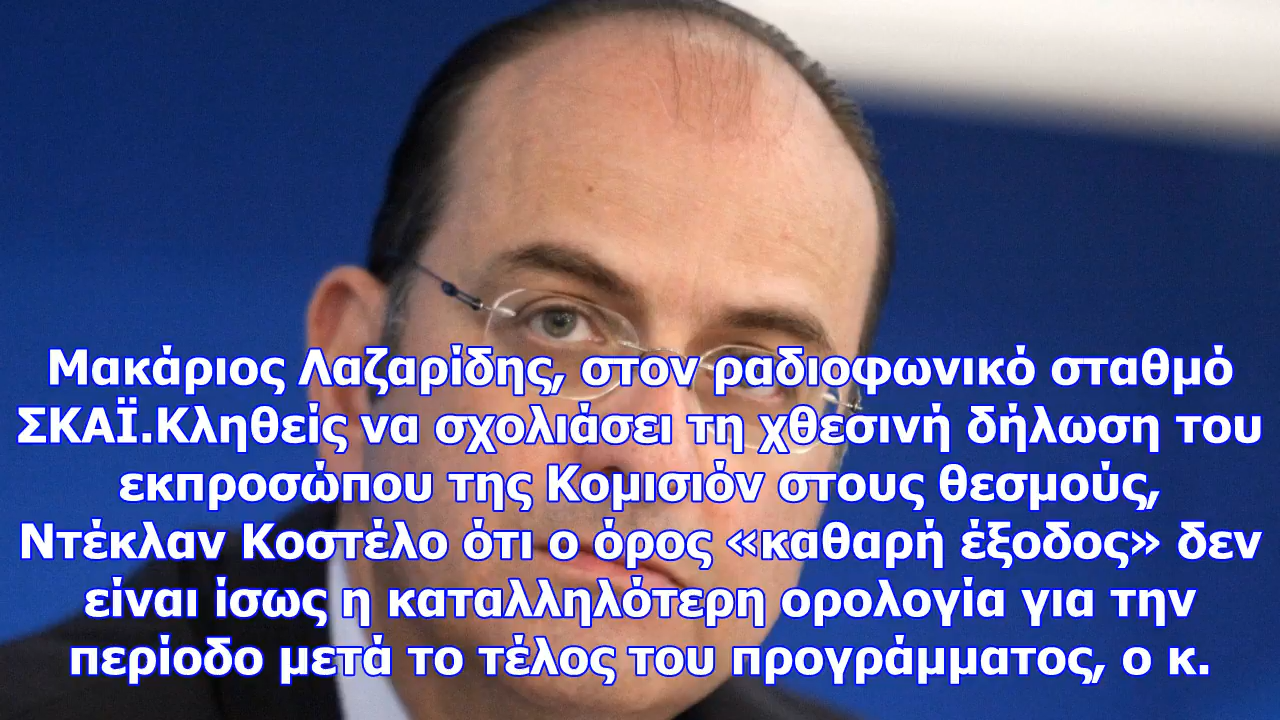 Μακάριος Λαζαρίδης, στον ραδιοφωνικό σταθμό
ΣΚΑΪ.Κληθείς να σχολιάσει τη χθεσινή δήλωση του
εκπροσώπου της Κομισιόν στους θεσμούς,
Ντέκλαν Κοστέλο ότι ο όρος «καθαρή έξοδος» δεν
είναι ίσως η καταλληλότερη ορολογία για την
περίοδο μετά το τέλος του προγράμματος, ο κ.